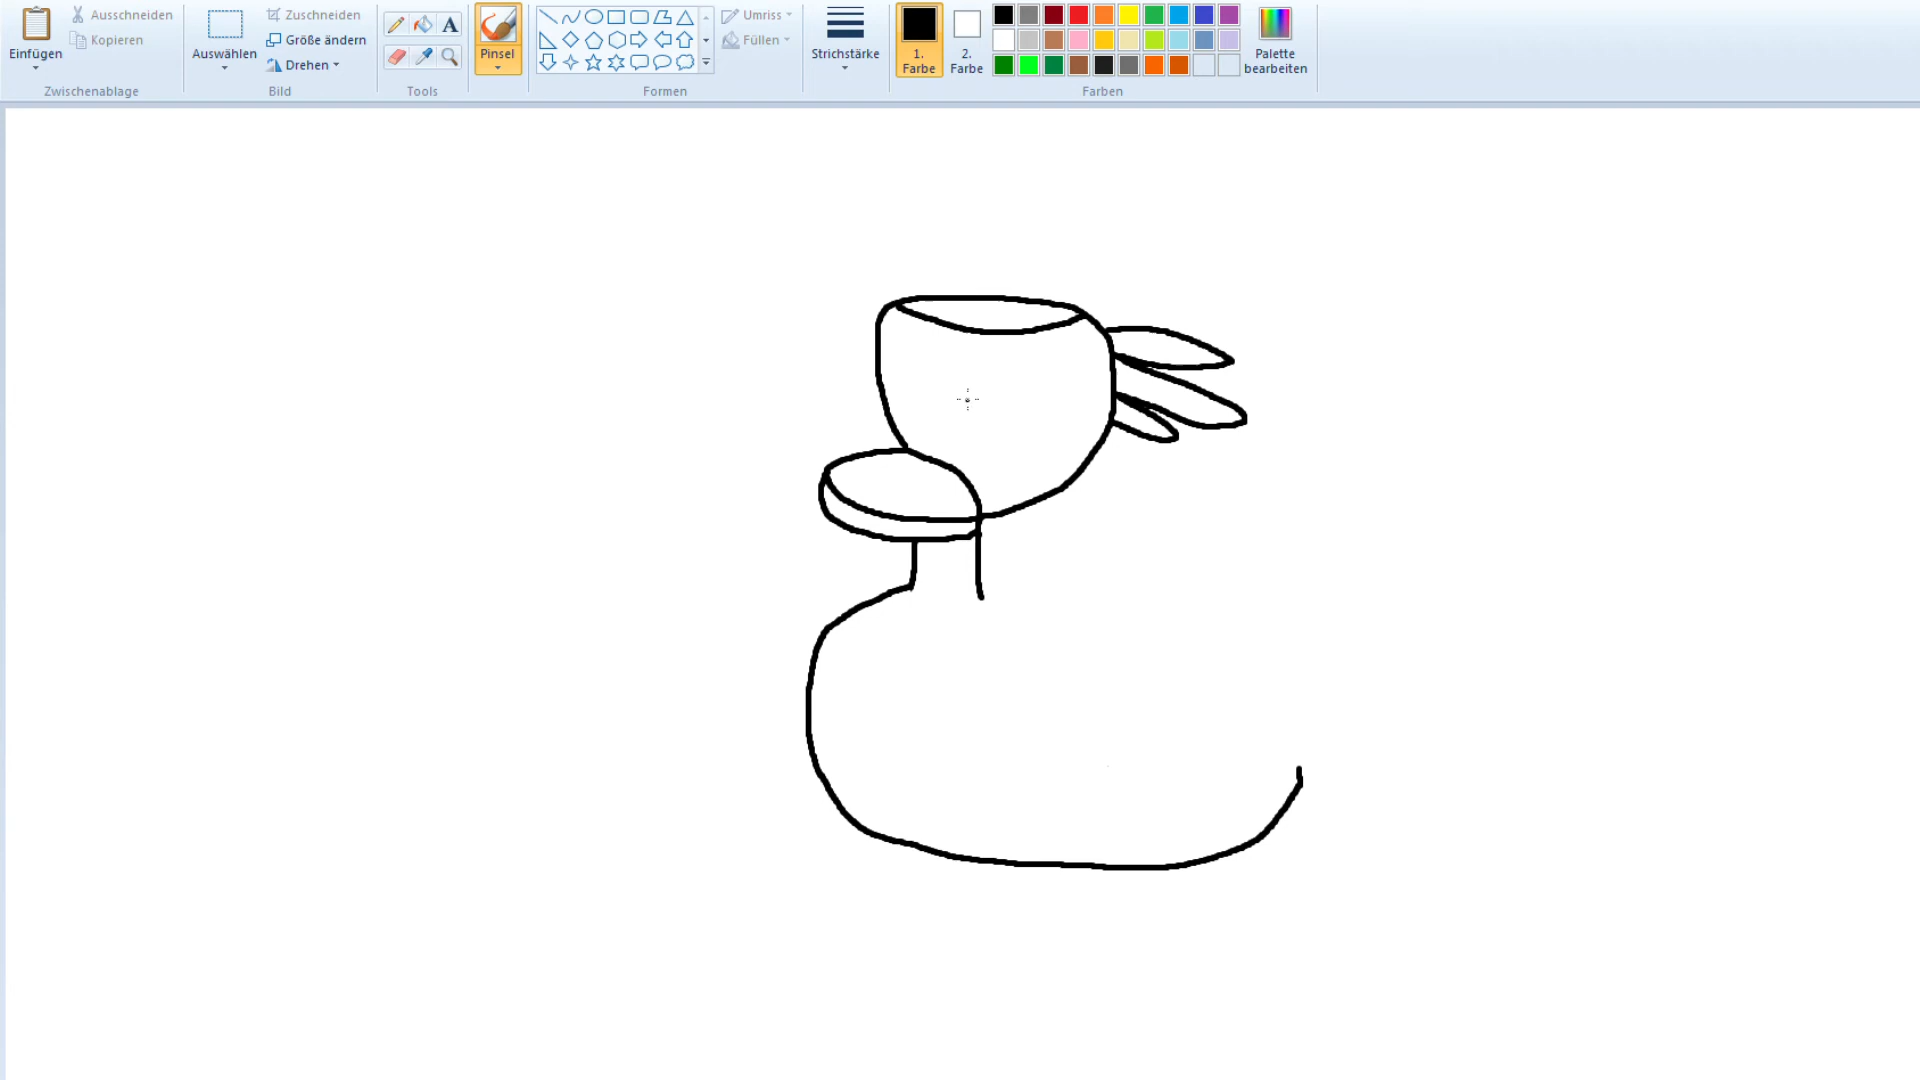 Einfügen
Ausschneiden
Kopieren
Zwischenablage
Auswählen
Zuschneiden
Größe ändern
Drehen
Bild
A
Tools
Pinsel
Umriss
Füllen
Formen
Strichstärke
1.
Farbe
2.
Farbe
Palette
bearbeiten
Farben